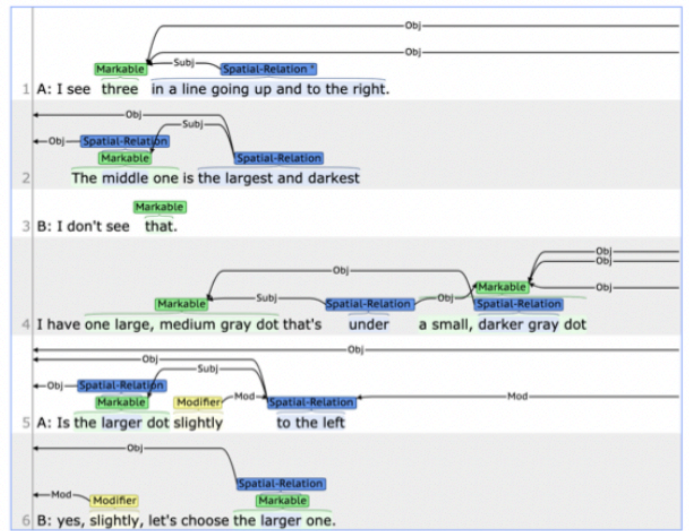 Obj
Obj
Subj
Markable Spatial-Relation *
1 A: I see three in a line going up and to the right.
Obj
Subj
Obj Spatial-Relation
Markable Spatial-Relation
2 The middle one is the largest and darkest
Markable
3 B: I don't see that.
Obj
Obj
Obj
Markable Obj
Markable Subj Spatial-Relation Obj Spatial-Relation
4 I have one large, medium gray dot that's under a small, darker gray dot
Obj
Obj
Subj
Obj Spatial-Relation
Markable Modifier Mod Spatial-Relation Mod
5 A: Is the larger dot slightly to the left
Obj
Spatial-Relation
Mod Modifier Markable
6 B: yes, slightly, let's choose the larger one.